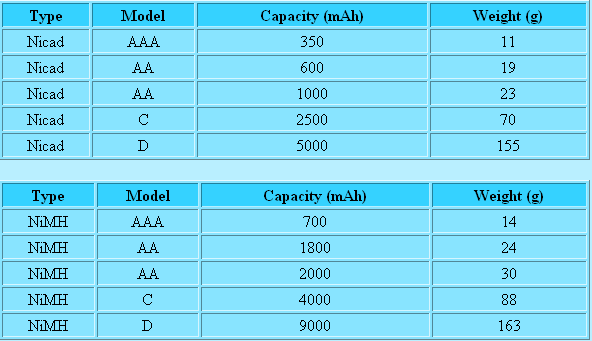 Type Model Capacity (mAh) Weight (g)
Nicad AAA 350 11
Nicad AA 600 19
Nicad AA 1000 23
Nicad C 2500 70
Nicad D 5000 155
Type Model Capacity (mAh) Weight (g)
NiMH AAA 700 14
NiMH AA 1800 24
NiMH AA 2000 30
NiMH C 4000 88
NiMH D 9000 163